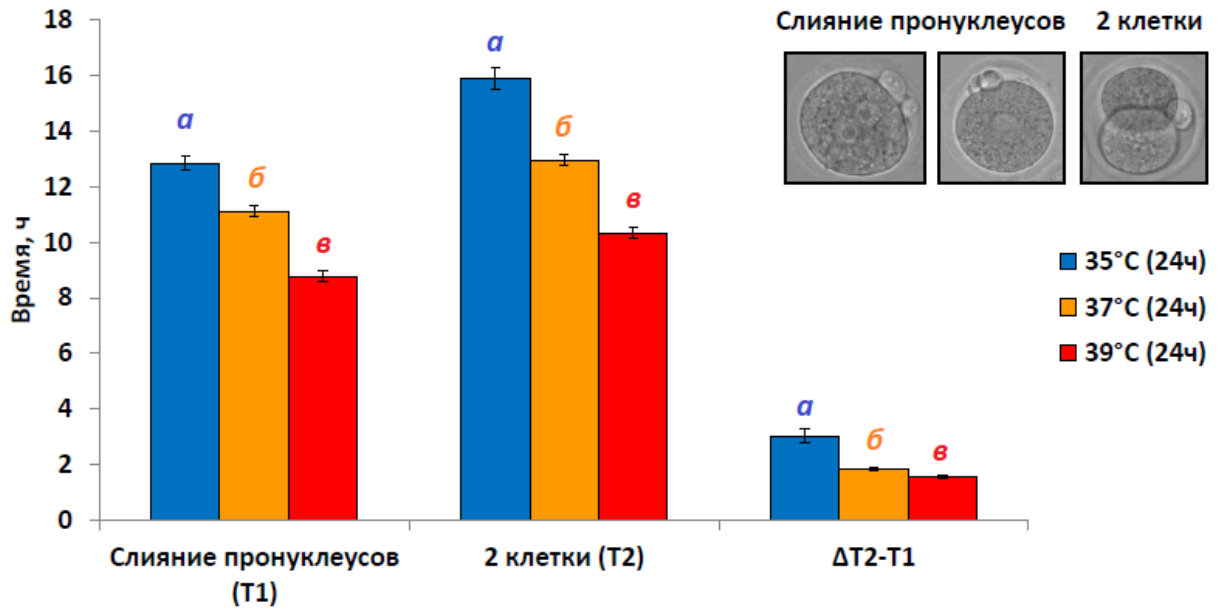 Слияние пронуклеусов 2 клетки
18
16
14
12
10
8
6
4
2
0
Время, ч
а
б
в
а
б
в
а
б
в
35°C (24ч)
37°C (24ч)
39°C (24ч)
Слияние пронуклеусов
(T1)
2 клетки (T2)
ΔT2-T1